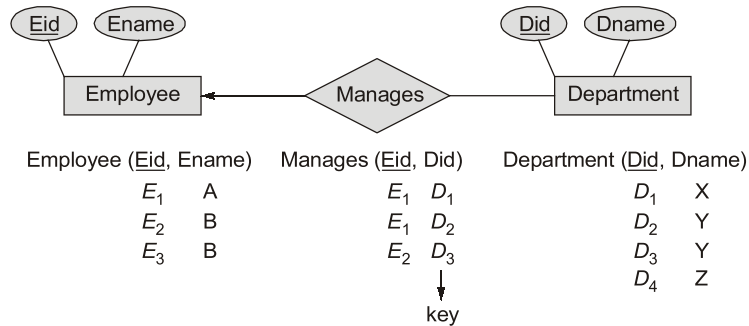 Eid Ename Did Dname
Employee Manages Department
Employee (Eid, Ename) Manages (Eid, Did) Department (Did, Dname)
E1 A E1 D1 D1 X
E2 B E1 D2 D2 Y
E3 B E2 D3 D3 Y
D4 Z
key